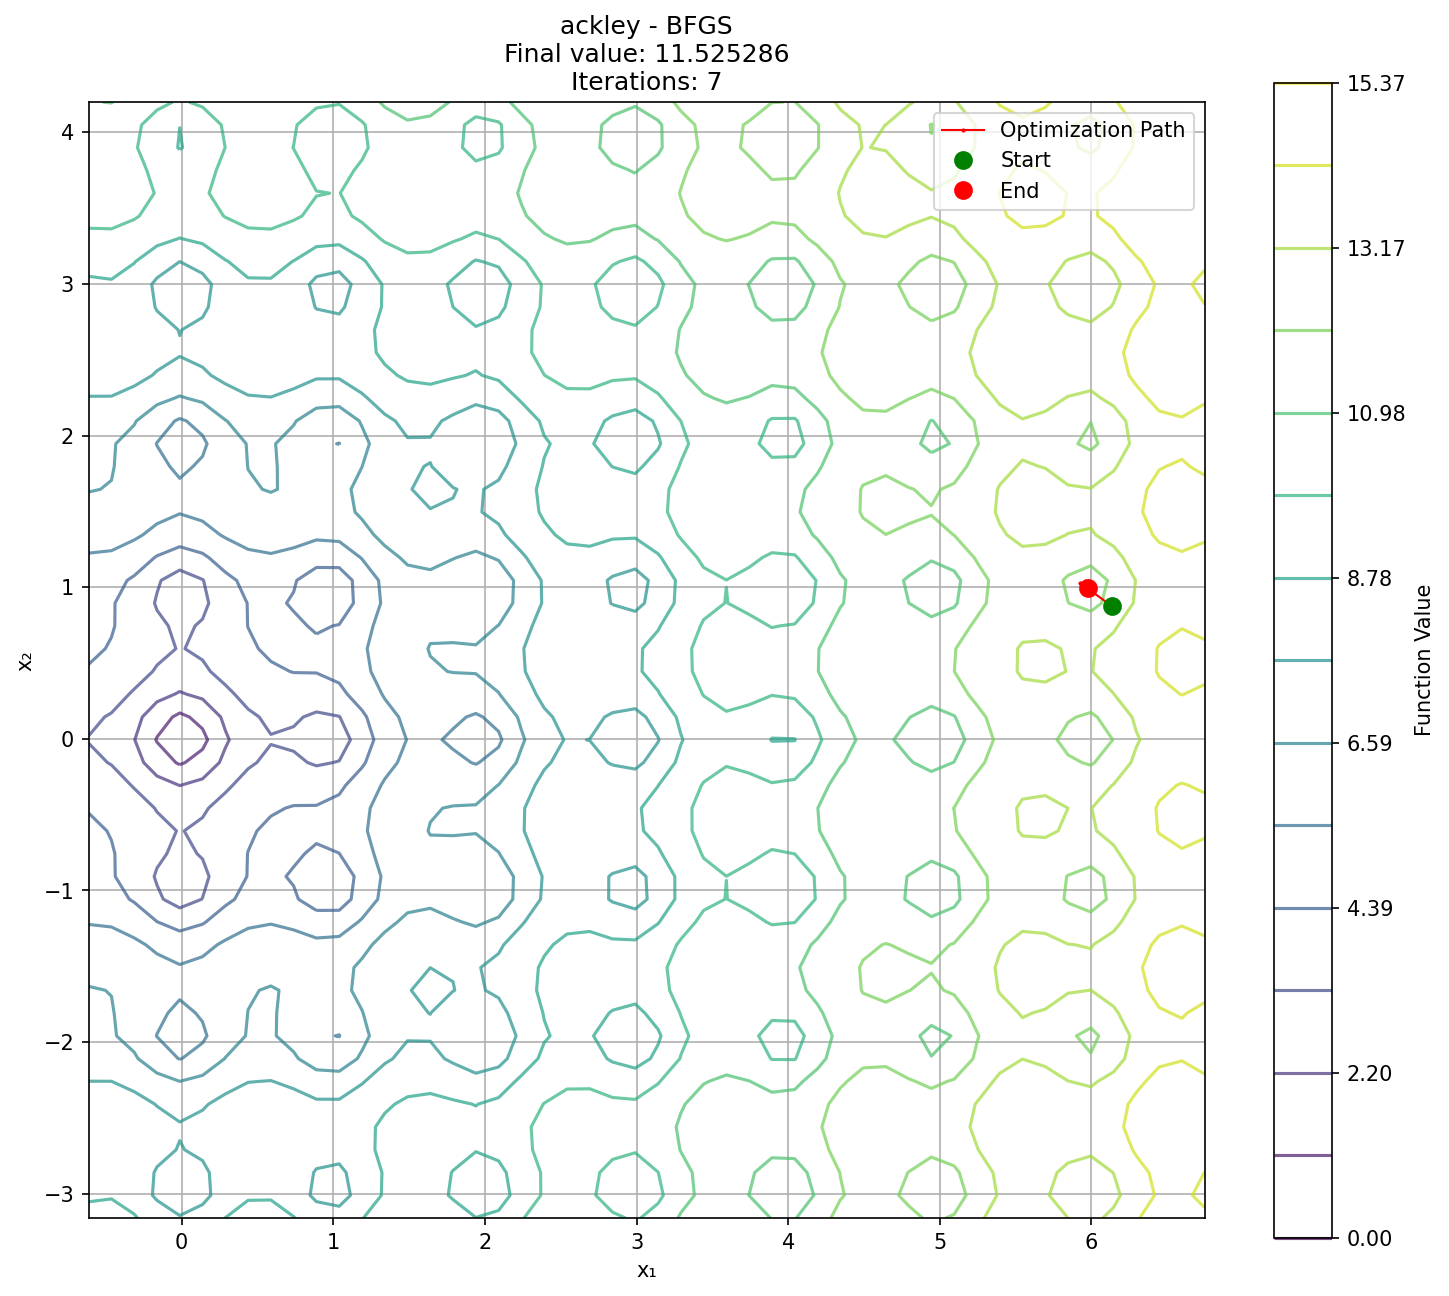 ackley - BFGS
Final value: 11.525286
Iterations: 7
Optimization Path
Start
End
4
3
2
1
0
−1
−2
−3
x₂
0
1
2
3
4
5
6
x₁
15.37
13.17
10.98
8.78
6.59
4.39
2.20
0.00
Function Value